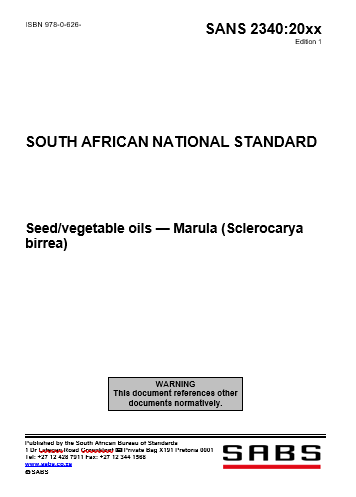 ISBN 978-0-626-
SANS 2340:20xx
Edition 1
SOUTH AFRICAN NATIONAL STANDARD
Seed/vegetable oils — Marula (Sclerocarya
birrea)
WARNING
This document references other
documents normatively.
Published by the South African Bureau of Standards
1 Dr Lategan Road Groenkloof ✉ Private Bag X191 Pretoria 0001
Tel: +27 12 428 7911 Fax: +27 12 344 1568
www.sabs.co.za
© SABS
SABS